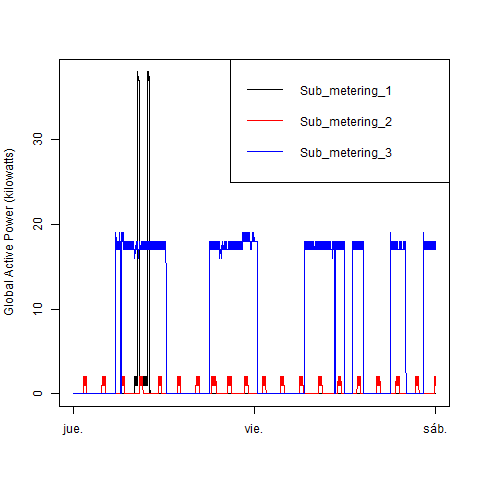 Sub_metering_1
Sub_metering_2
Sub_metering_3
Global Active Power (kilowatts)
30
20
10
0
jue.
vie.
sáb.